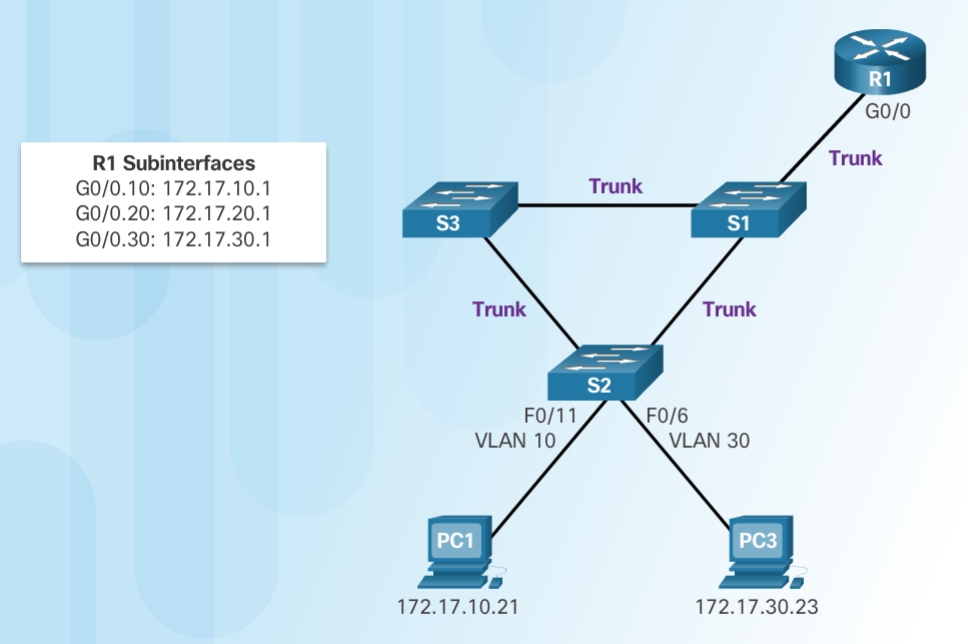 R1 Subinterfaces
G0/0.10: 172.17.10.1
G0/0.20: 172.17.20.1
G0/0.30: 172.17.30.1
R1
G0/0
Trunk
Trunk
S3
S1
Trunk
Trunk
S2
F0/11
F0/6
VLAN 10
VLAN 30
PC1
PC3
172.17.10.21
172.17.30.23